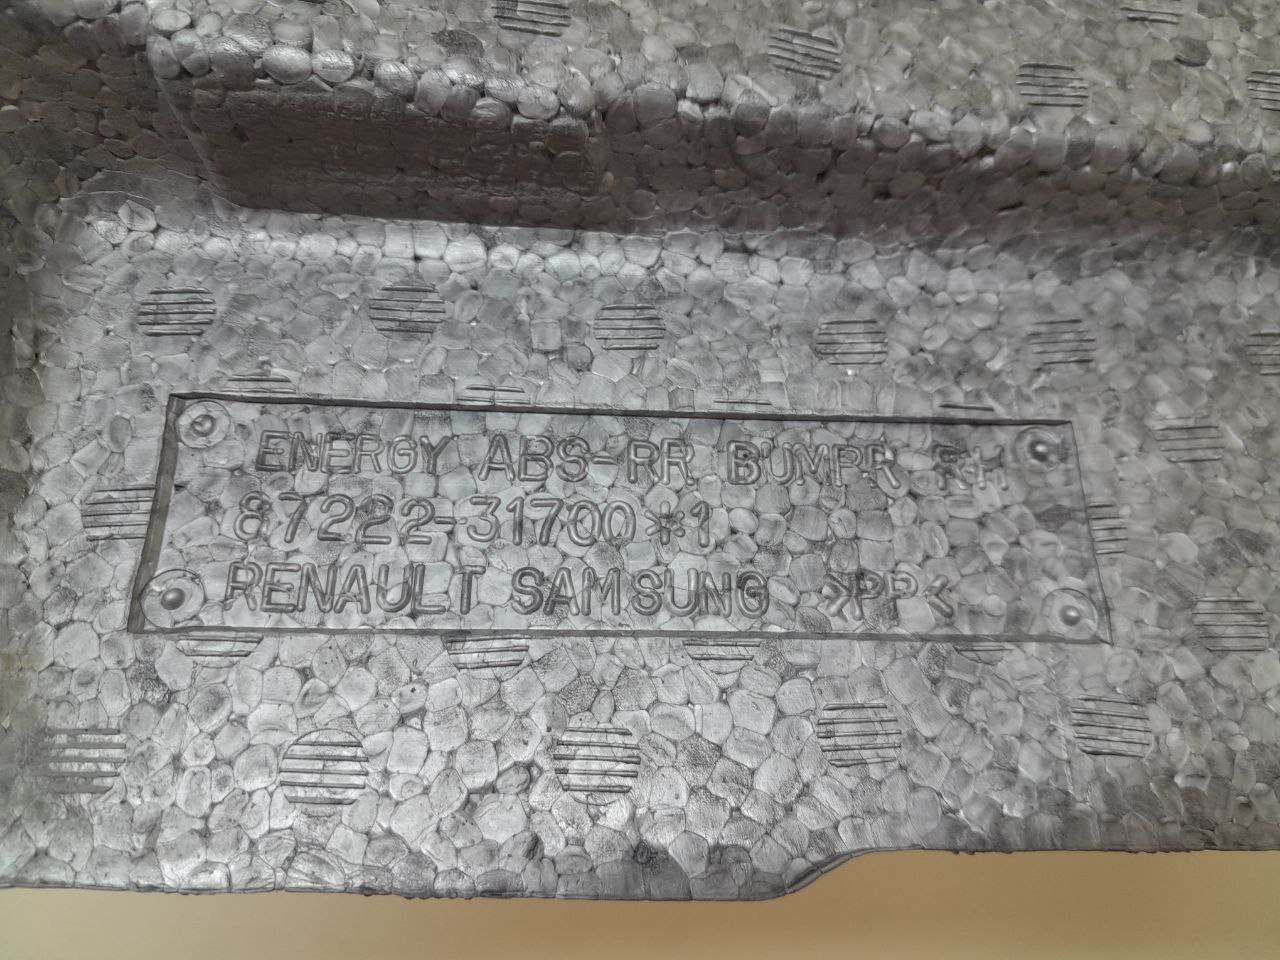 ENERGY ABS-RR BUMPR RH
87222-31700*1
RENAULT SAMSUNG >PP<